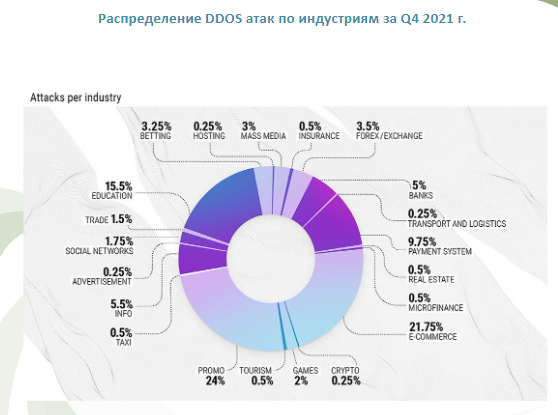 Распределение DDOS атак по индустриям за Q4 2021 г.
Attacks per industry
3.25%
BETTING
0.25%
HOSTING
3%
MASS MEDIA
0.5%
INSURANCE
3.5%
FOREX/EXCHANGE
5%
BANKS
0.25%
TRANSPORT AND LOGISTICS
9.75%
PAYMENT SYSTEM
0.5%
REAL ESTATE
0.5%
MICROFINANCE
21.75%
E-COMMERCE
CRYPTO
0.25%
GAMES
2%
TOURISM
0.5%
PROMO
24%
0.5%
TAXI
5.5%
INFO
0.25%
ADVERTISEMENT
1.75%
SOCIAL NETWORKS
TRADE 1.5%
15.5%
EDUCATION